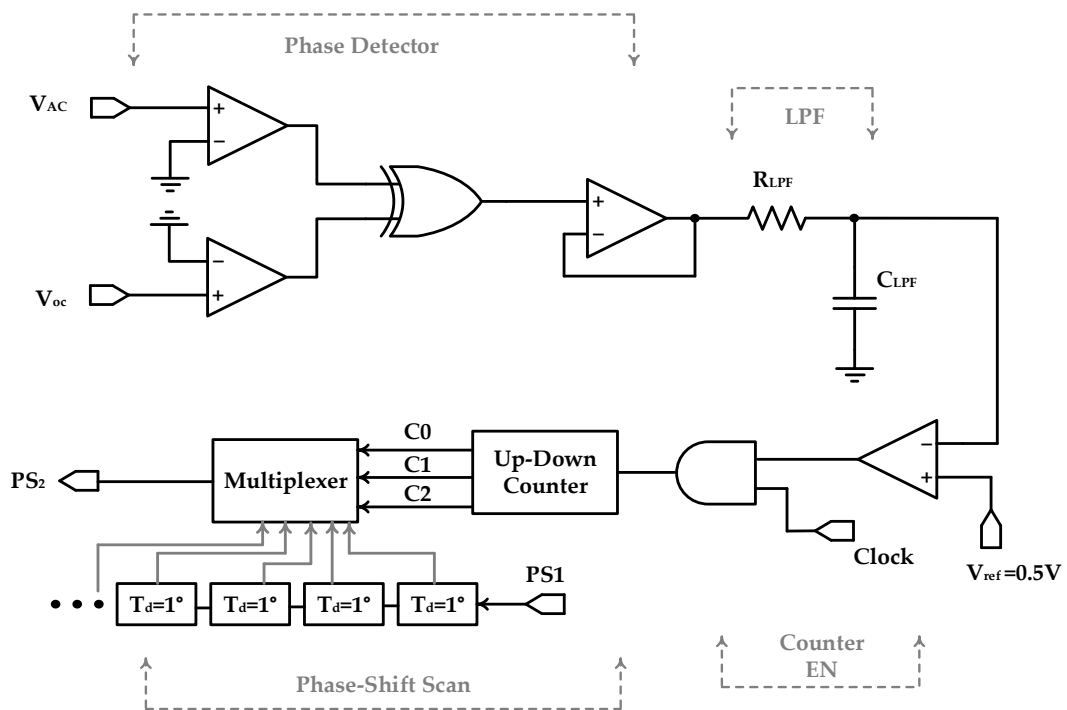 Phase Detector
LPF
VAC
+
−
RLPF
+
−
−
+
Voc
CLPF
C0
C1
C2
Multiplexer
Up-Down
Counter
PS2
−
+
Clock
Vref=0.5V
PS1
Td=1°
Td=1°
Td=1°
Td=1°
Counter
EN
Phase-Shift Scan